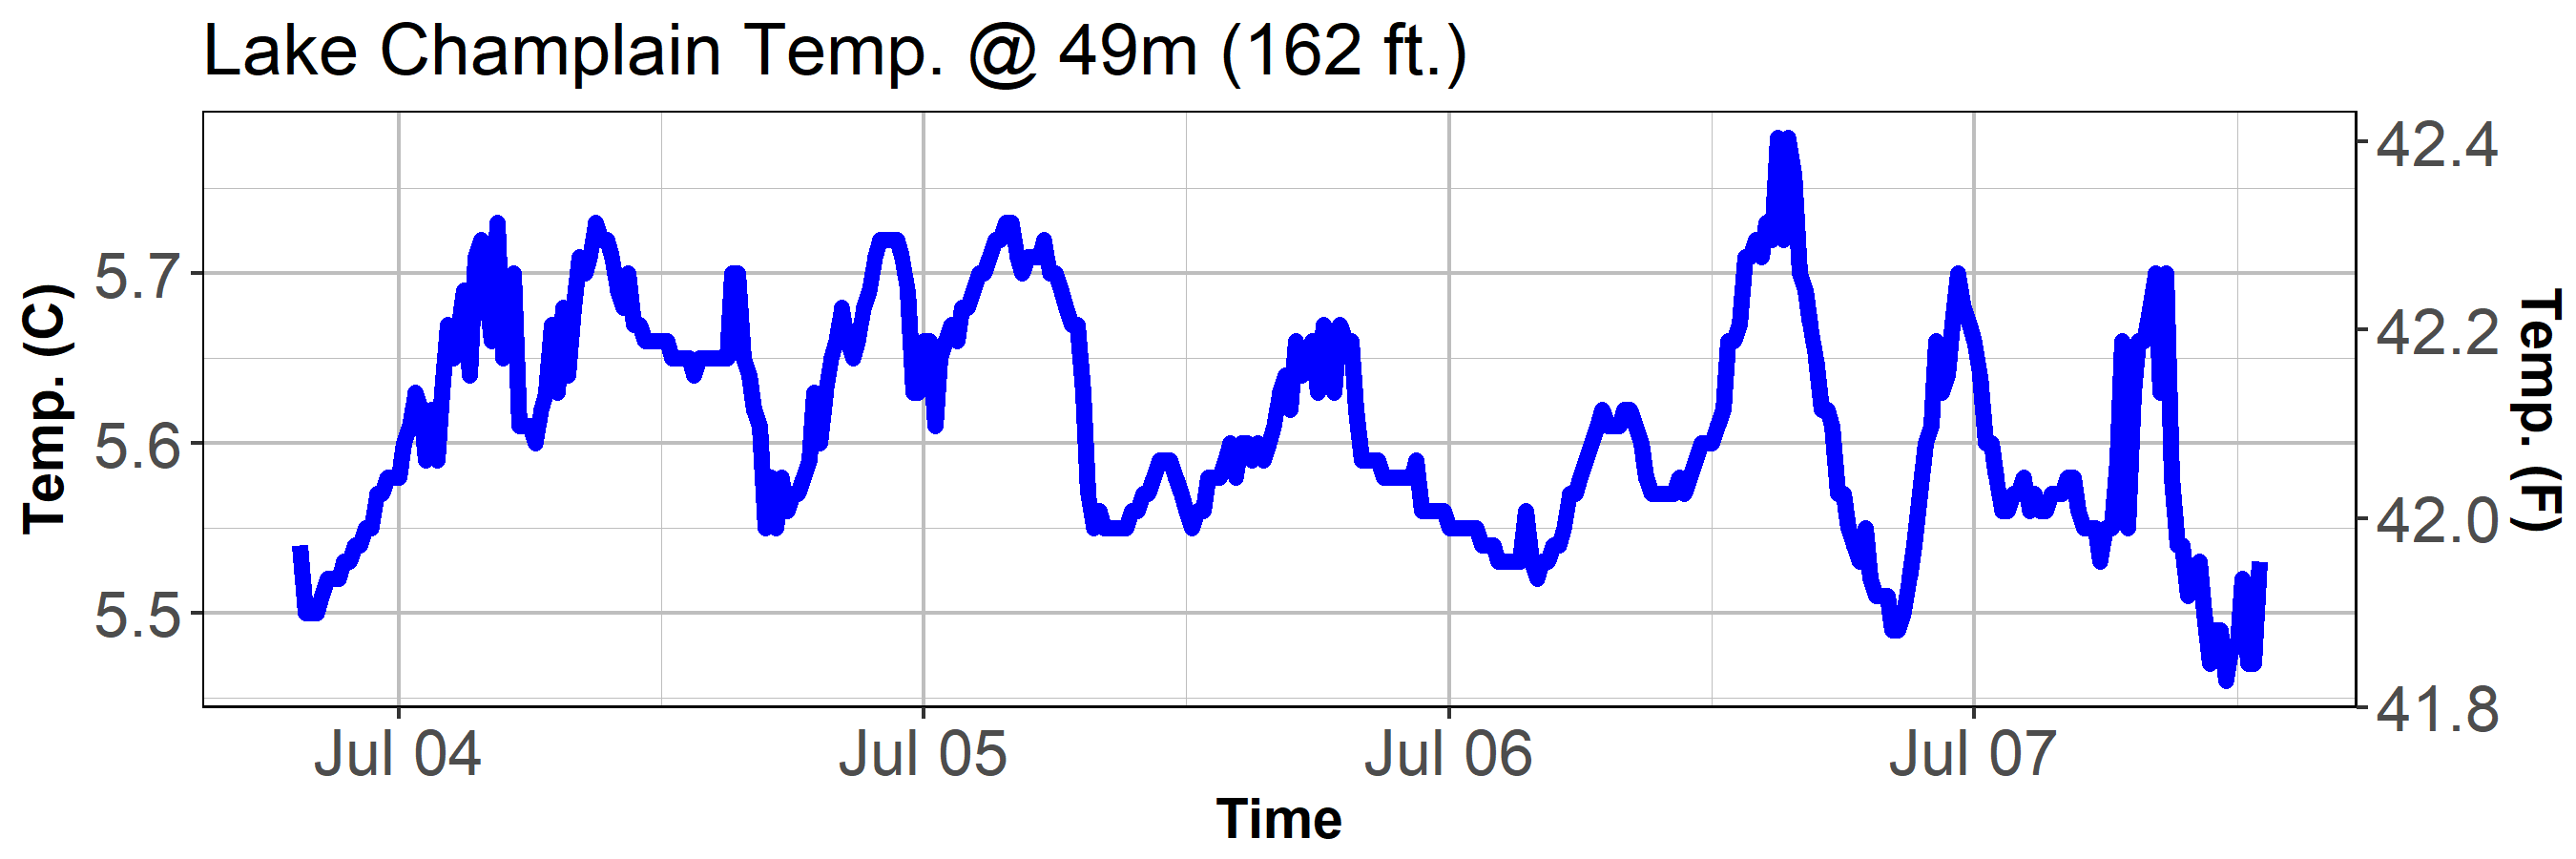 Lake Champlain Temp. @ 49m (162 ft.)
Temp. (C)
5.7
5.6
5.5
42.4
42.2
42.0
41.8
Temp. (F)
Jul 04 Jul 05 Jul 06 Jul 07
Time